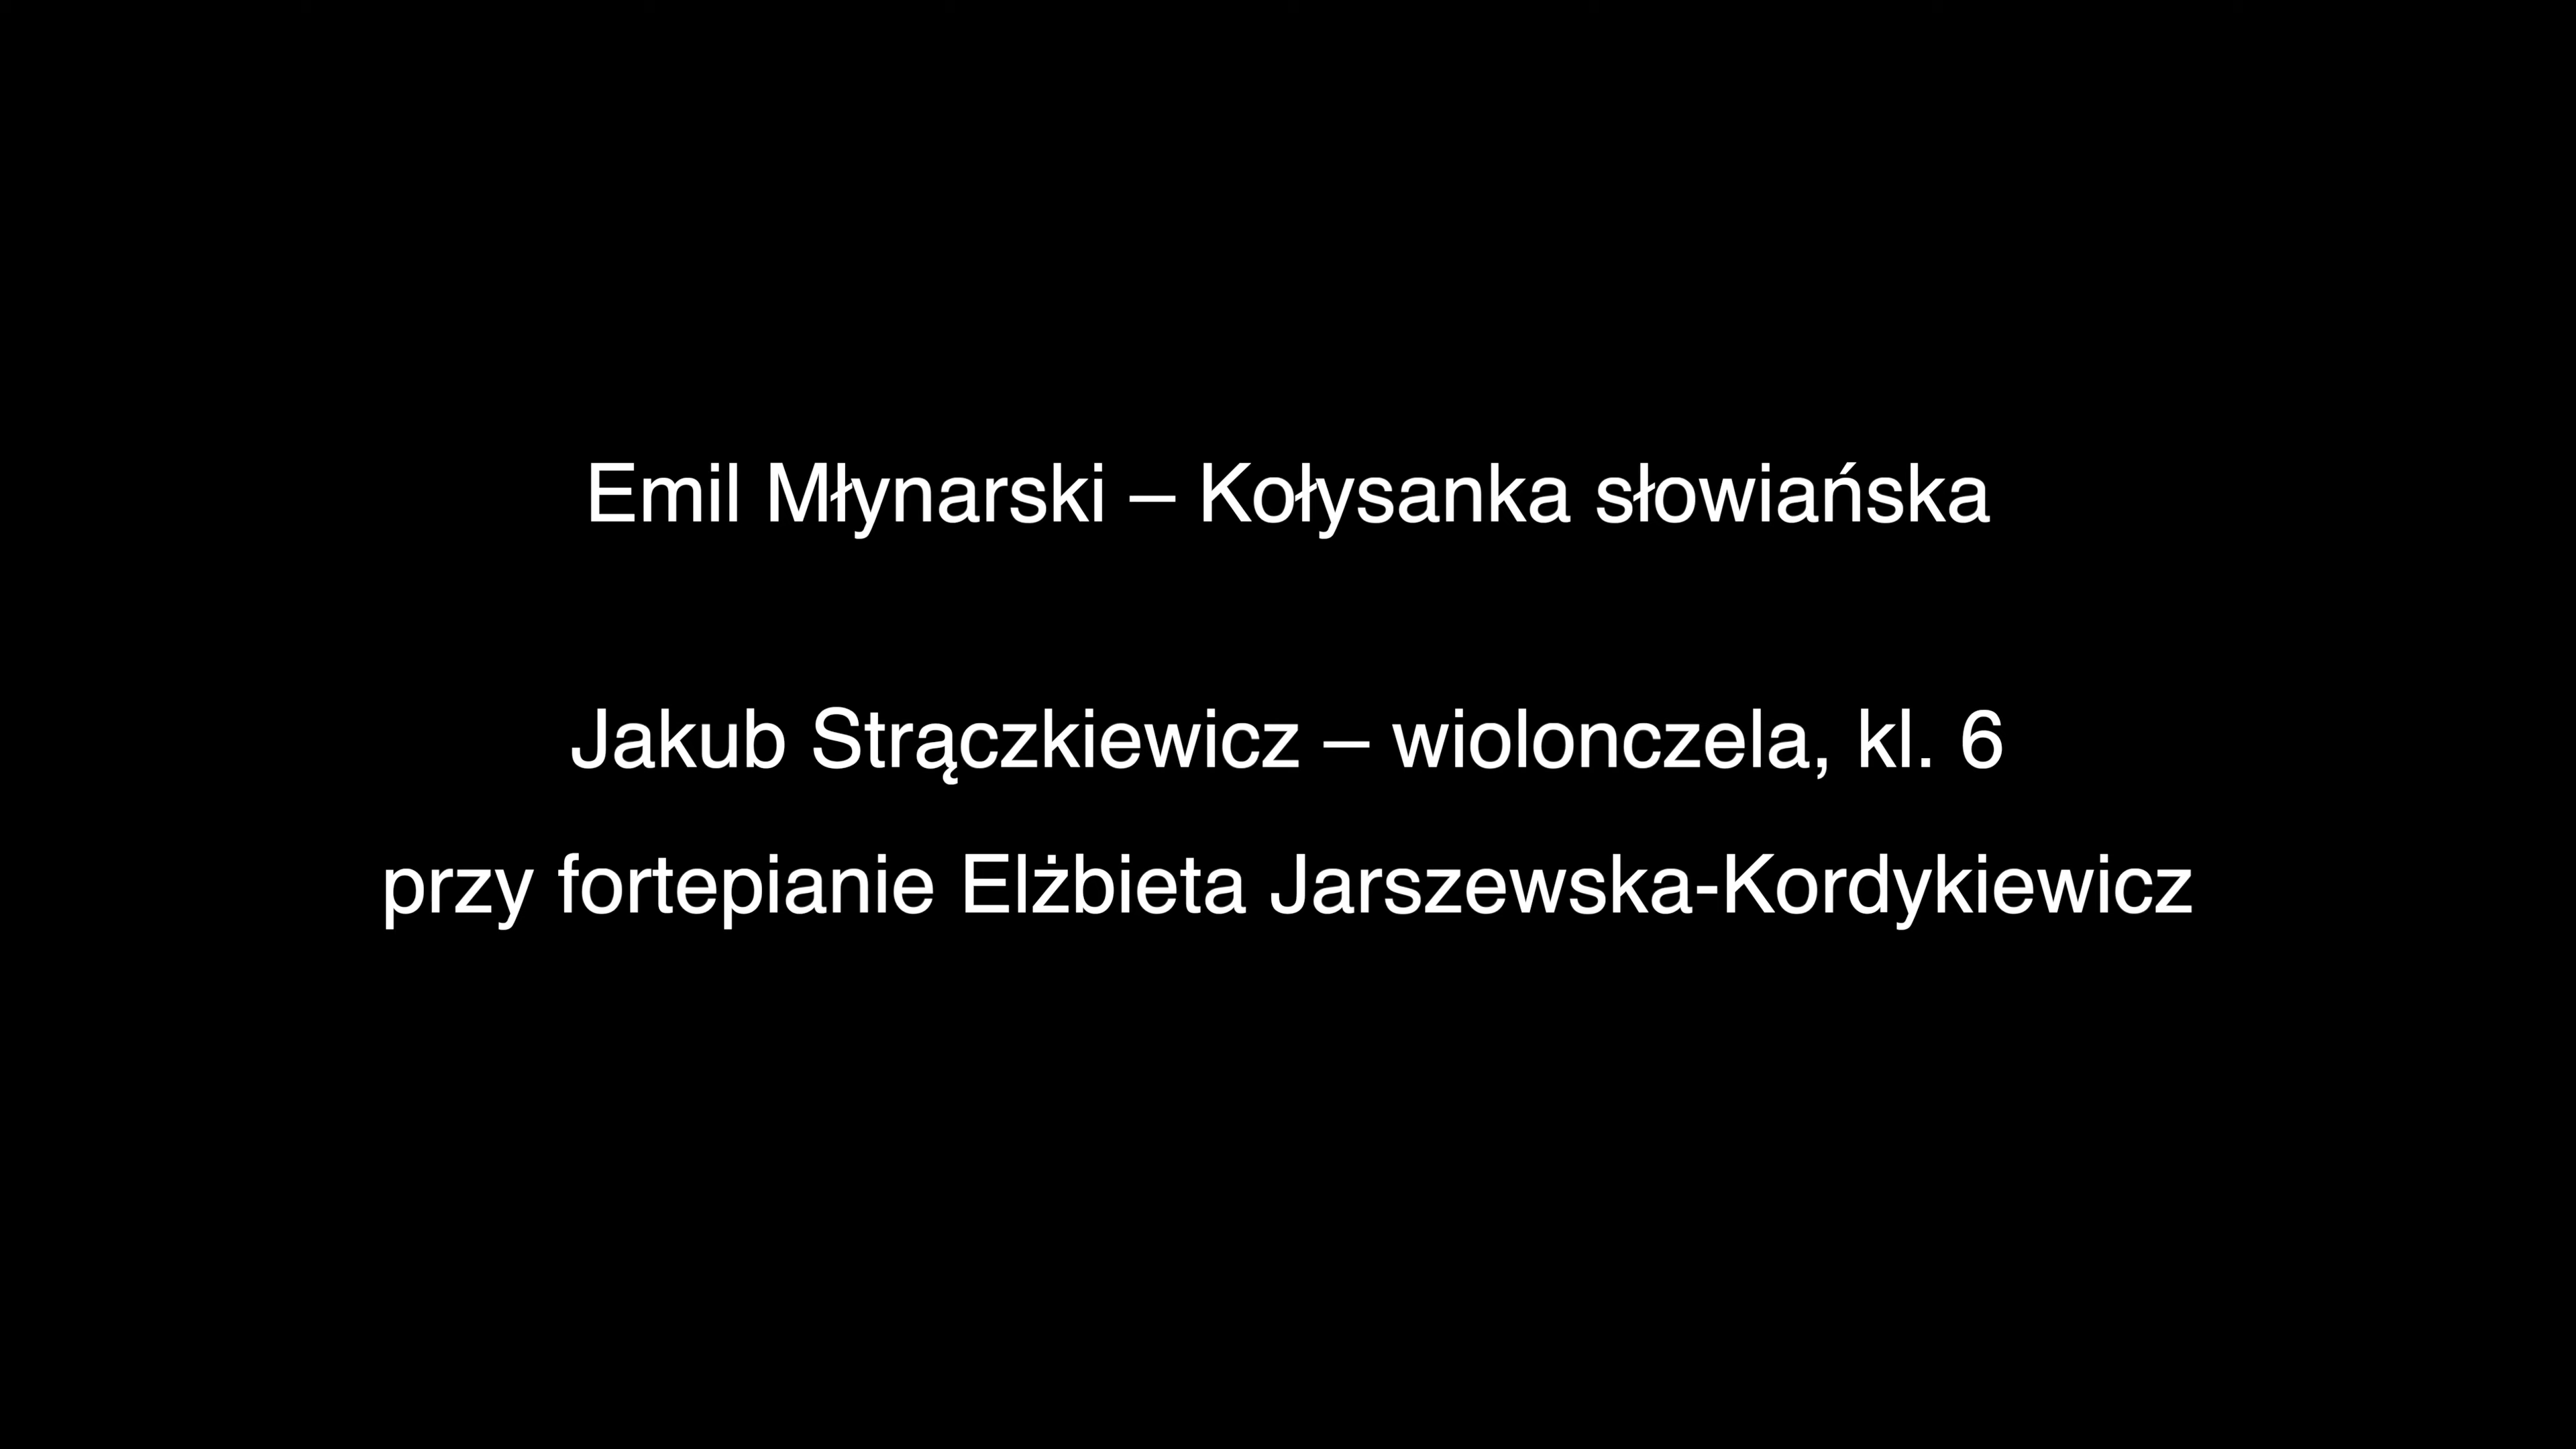 Emil Młynarski – Kołysanka słowiańska
Jakub Strączkiewicz – wiolonczela, kl. 6
przy fortepianie Elżbieta Jarszewska-Kordykiewicz